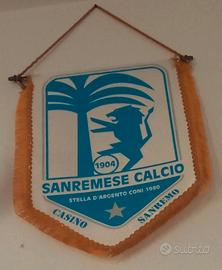 1904
SANREMESE CALCIO
STELLA D'ARGENTO CONI 1980
CASINO
SANREMO
subito